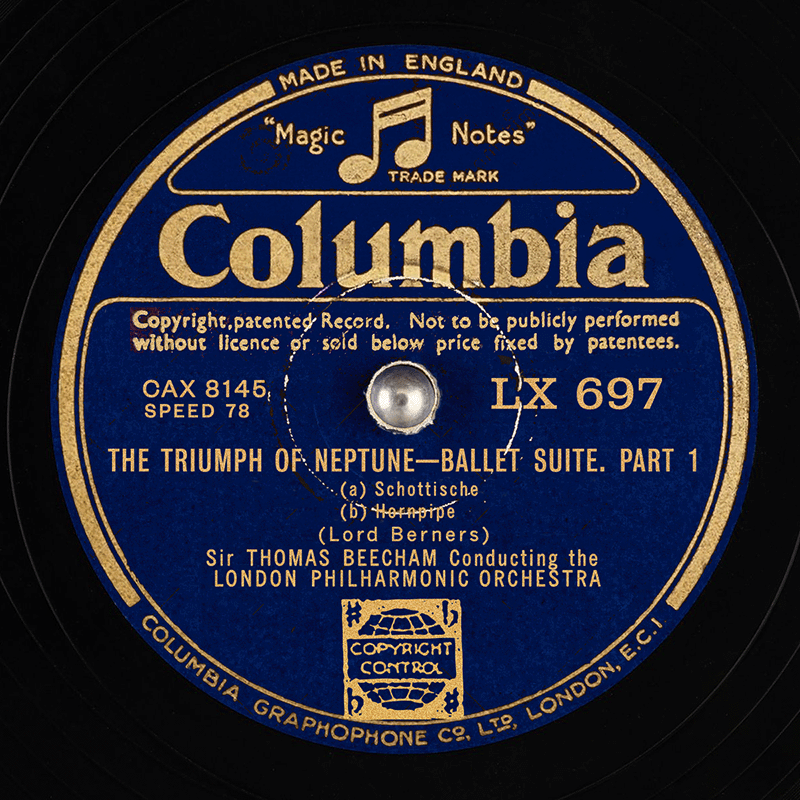 MADE IN ENGLAND
"Magic Notes"
TRADE MARK
Columbia
Copyright, patented Record. Not to be publicly performed
without licence or sold below price fixed by patentees.
CAX 8145
SPEED 78
LX 697
THE TRIUMPH OF NEPTUNE—BALLET SUITE. PART 1
(a) Schottische
(b) Hornpipe
(Lord Berners)
Sir THOMAS BEECHAM Conducting the
LONDON PHILHARMONIC ORCHESTRA
COPYRIGHT
CONTROL
COLUMBIA GRAPHOPHONE Cº, LTD, LONDON, E.C.1